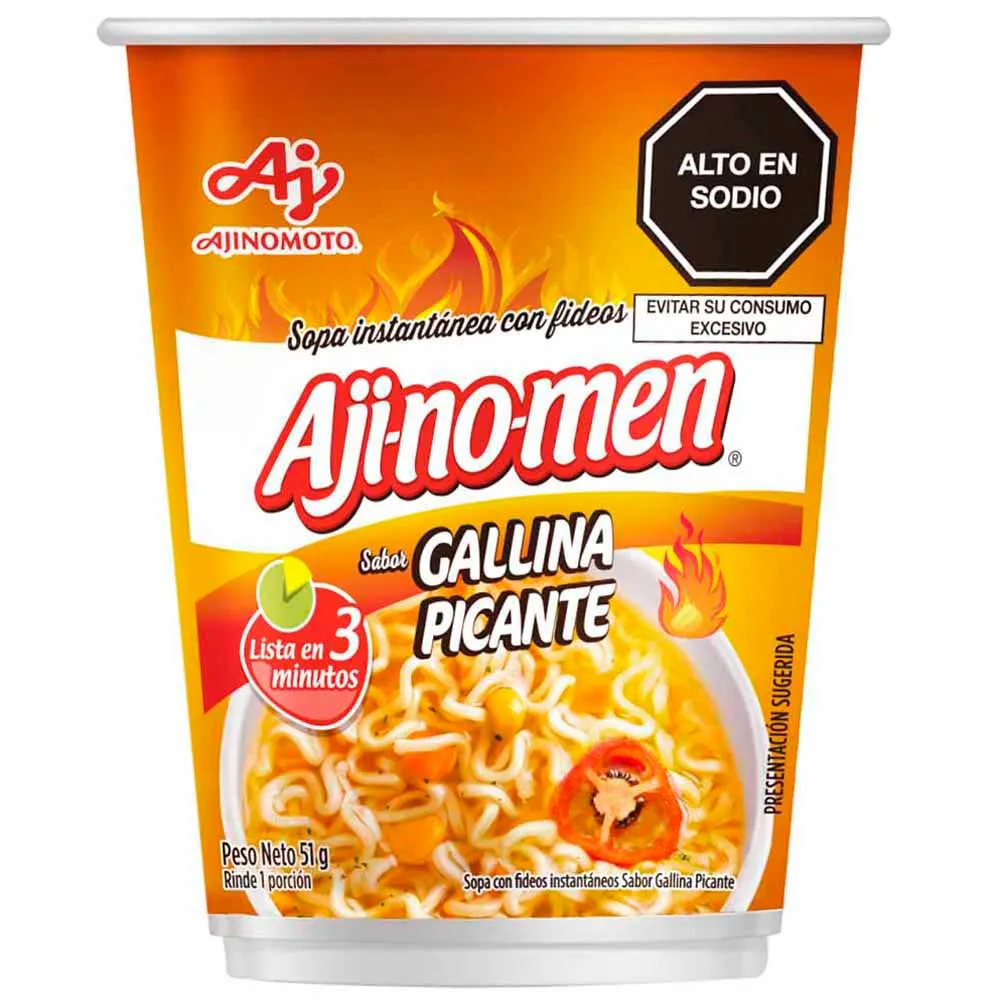 Aj
AJINOMOTO.
ALTO EN
SODIO
EVITAR SU CONSUMO
EXCESIVO
Sopa instantánea con fideos
Aji-no-men®
Sabor GALLINA
PICANTE
Lista en 3
minutos
PRESENTACIÓN SUGERIDA
Peso Neto 51 g
Rinde 1 porción
Sopa con fideos instantáneos Sabor Gallina Picante